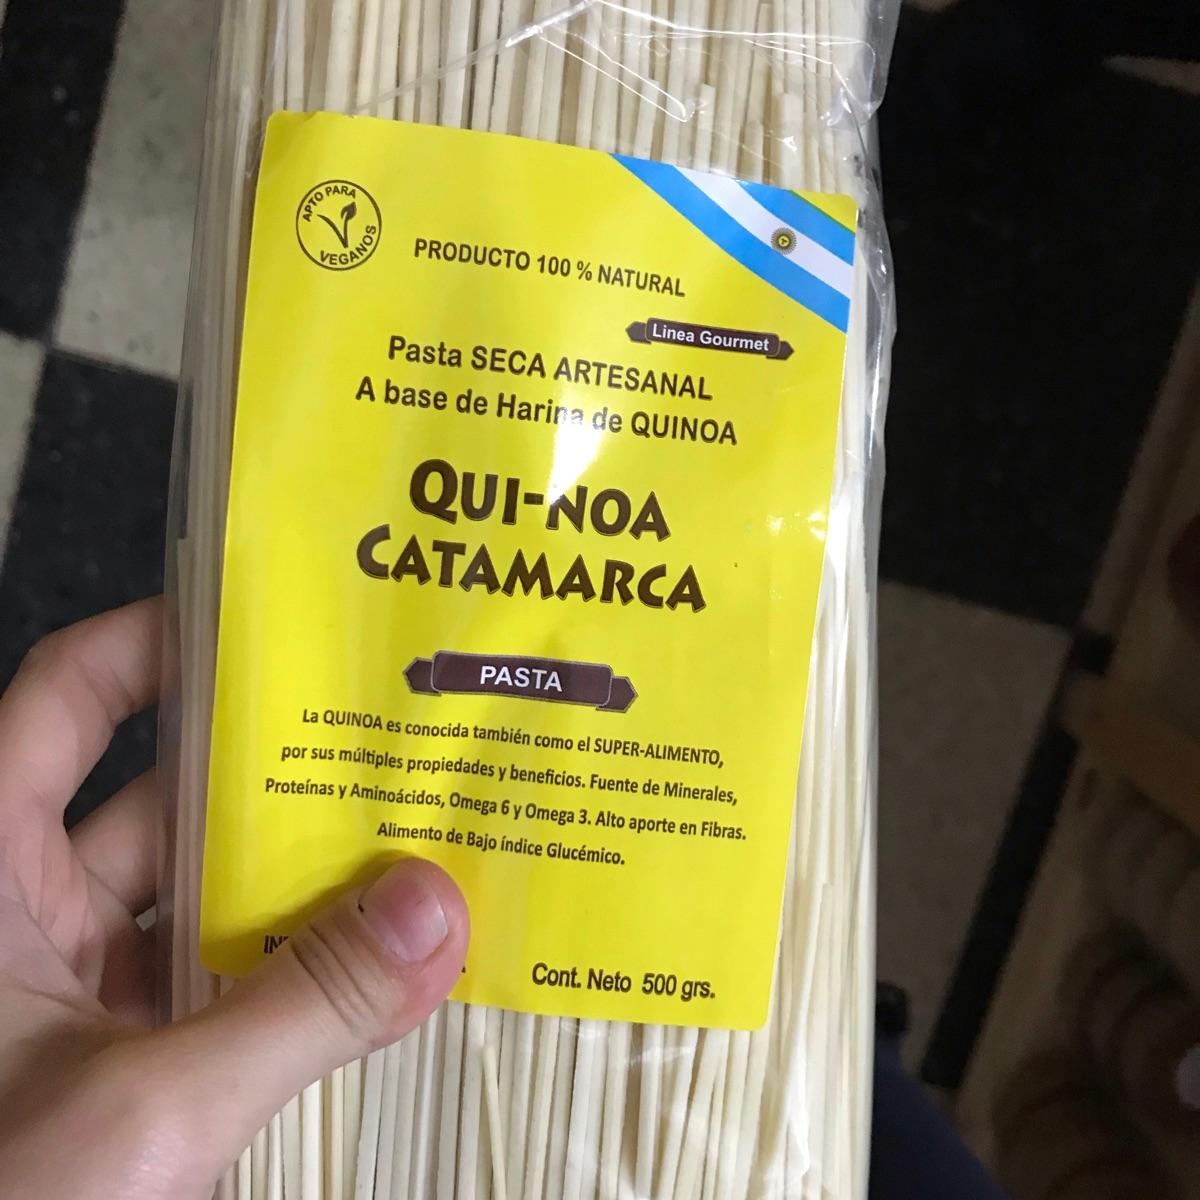 APTO PARA
VEGANOS
PRODUCTO 100 % NATURAL
Linea Gourmet
Pasta SECA ARTESANAL
A base de Harina de QUINOA
QUI-NOA
CATAMARCA
PASTA
La QUINOA es conocida también como el SUPER-ALIMENTO,
por sus múltiples propiedades y beneficios. Fuente de Minerales,
Proteínas y Aminoácidos, Omega 6 y Omega 3. Alto aporte en Fibras.
Alimento de Bajo índice Glucémico.
Cont. Neto 500 grs.